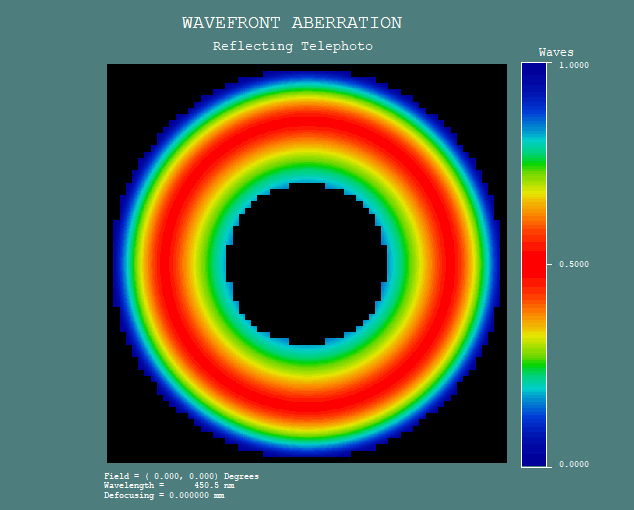 WAVEFRONT ABERRATION
Reflecting Telephoto
Waves
1.0000
0.5000
0.0000
Field = ( 0.000, 0.000) Degrees
Wavelength = 450.5 nm
Defocusing = 0.000000 mm